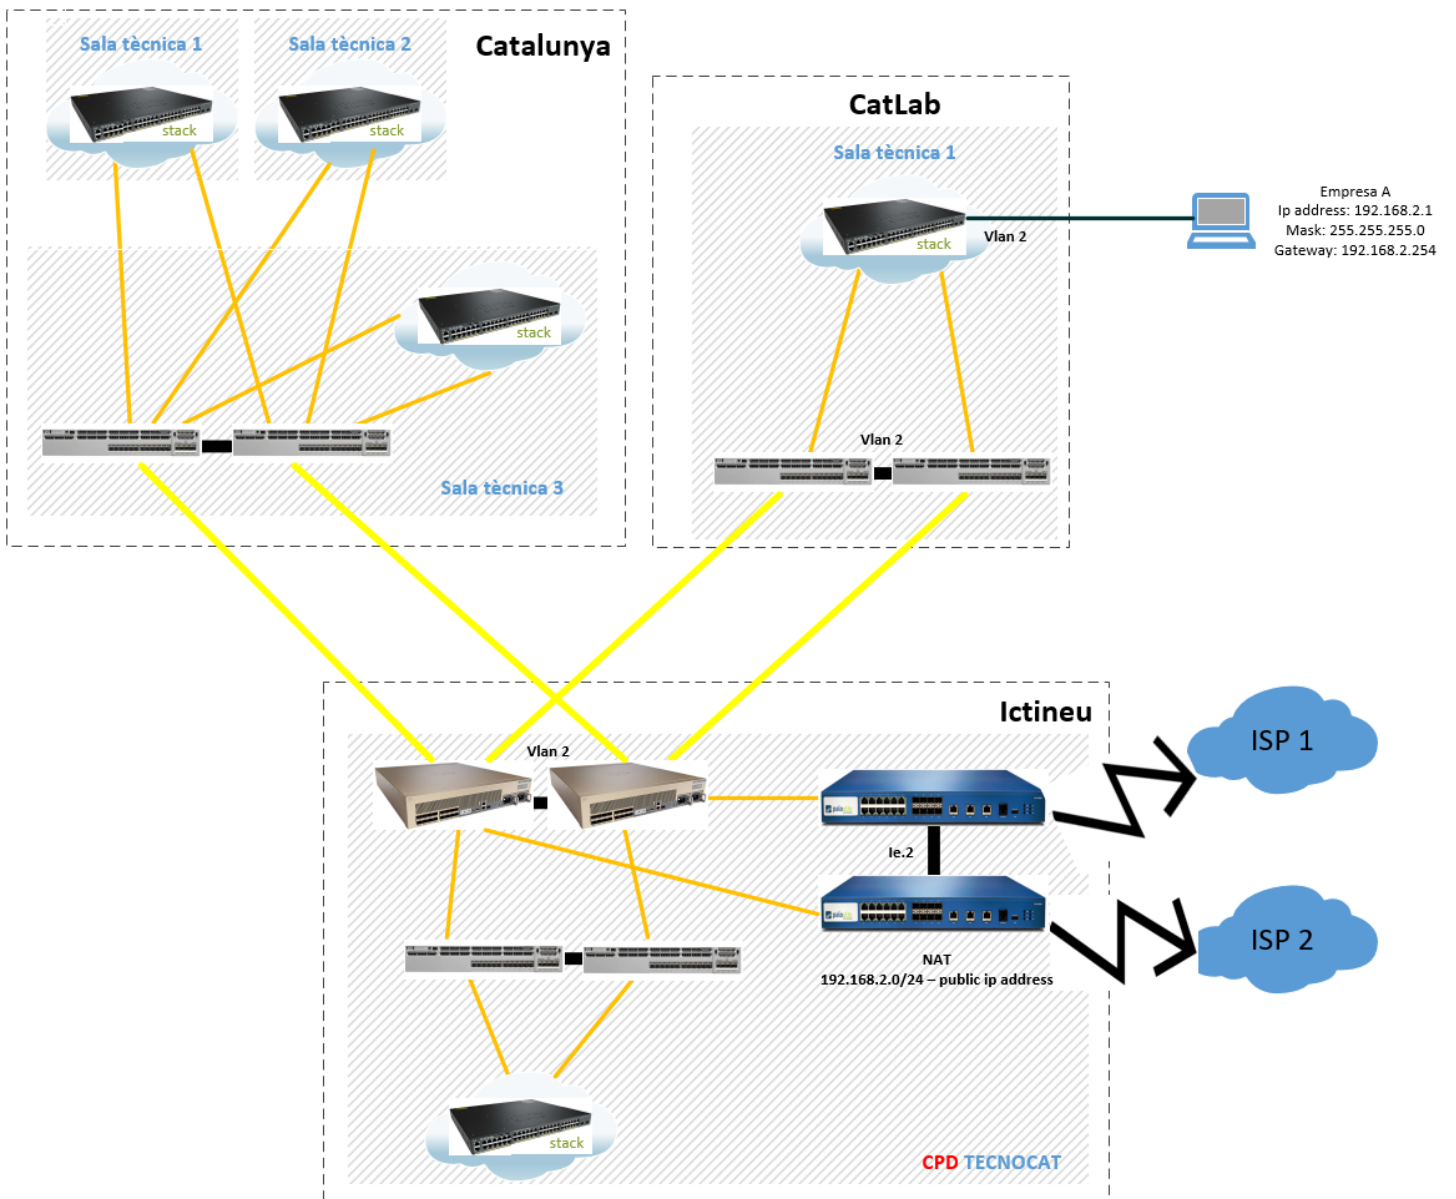 Sala tècnica 1
Sala tècnica 2
Catalunya
stack
stack
stack
Sala tècnica 3
CatLab
Sala tècnica 1
stack
Vlan 2
Vlan 2
Empresa A
Ip address: 192.168.2.1
Mask: 255.255.255.0
Gateway: 192.168.2.254
Ictineu
Vlan 2
Ie.2
NAT
192.168.2.0/24 – public ip address
ISP 1
ISP 2
stack
CPD TECNOCAT